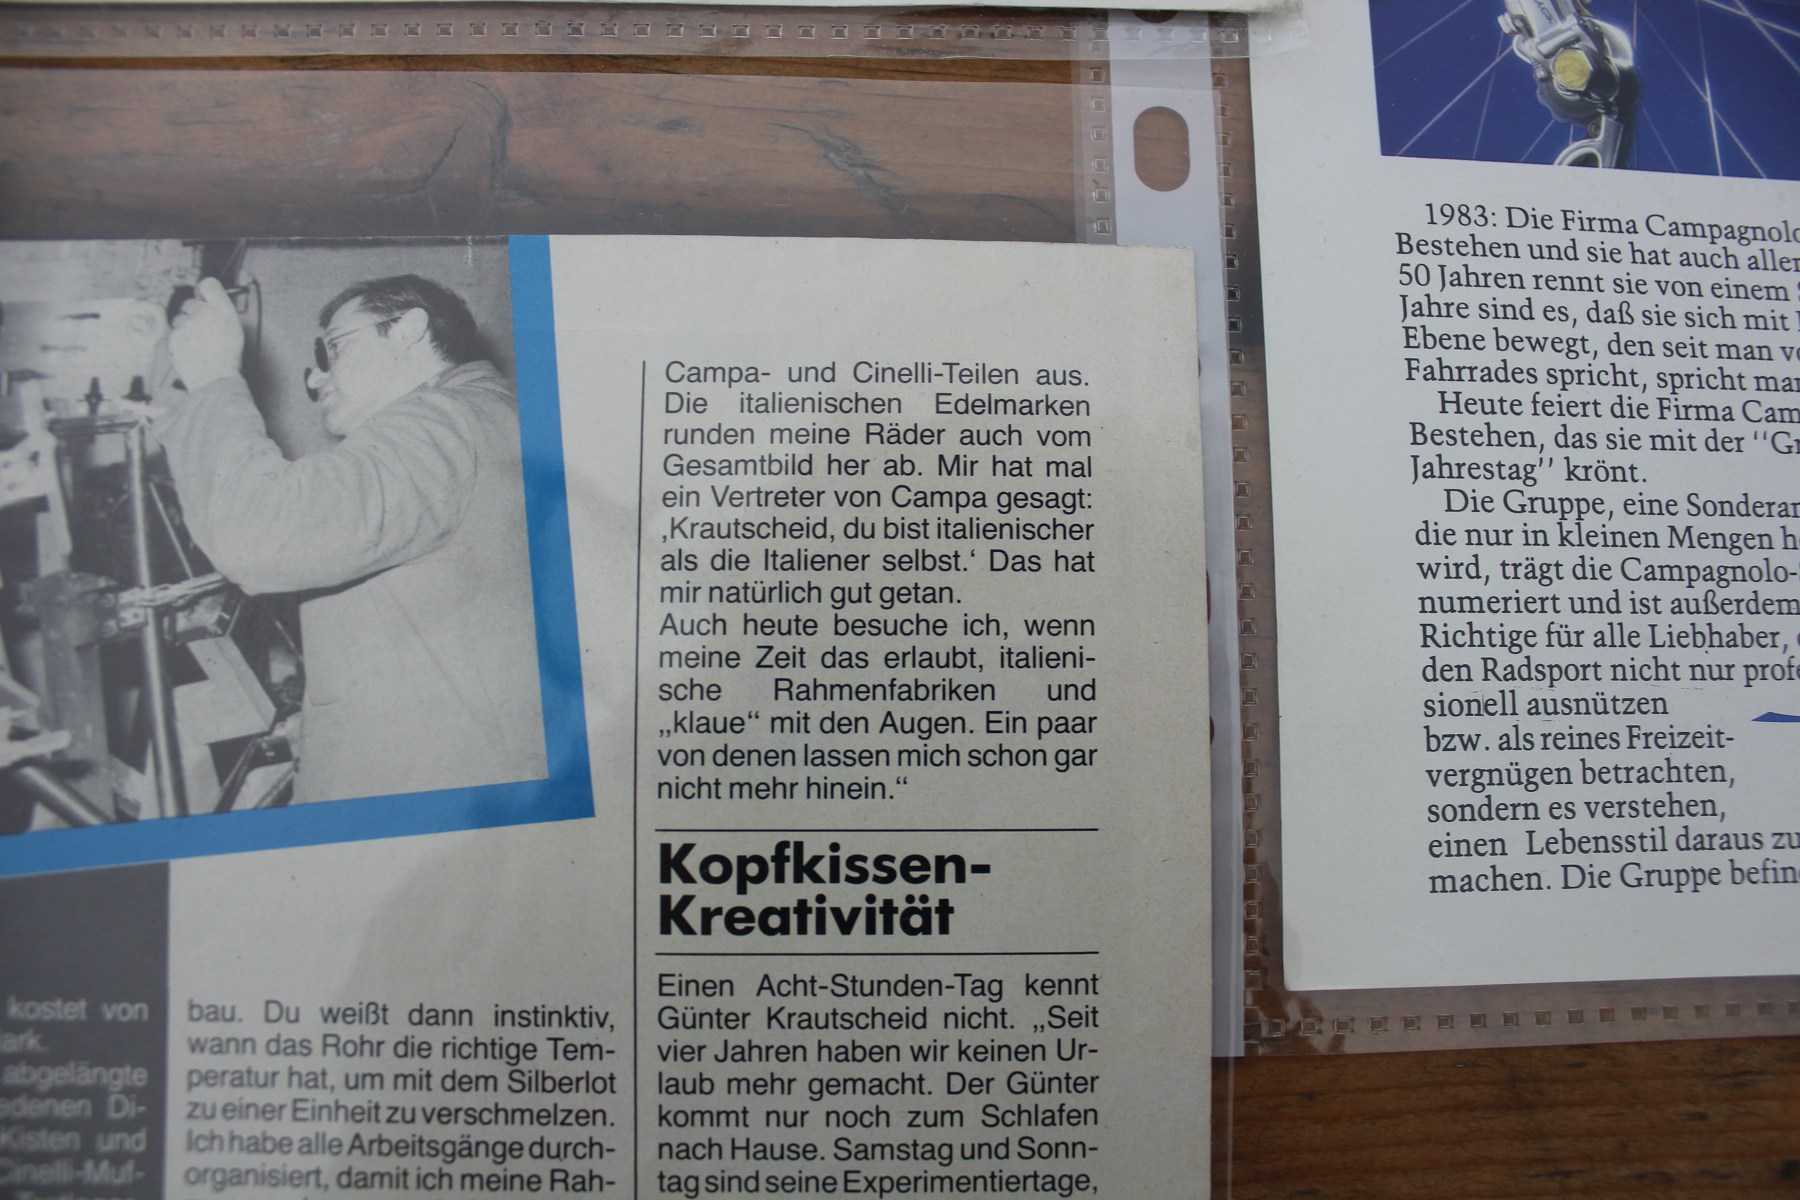 kostet von
abgelängte
Di-
Kisten und
Cinelli-Muf-
bau. Du weißt dann instinktiv,
wann das Rohr die richtige Tem-
peratur hat, um mit dem Silberlot
zu einer Einheit zu verschmelzen.
Ich habe alle Arbeitsgänge durch-
organisiert, damit ich meine Rah-
Campa- und Cinelli-Teilen aus.
Die italienischen Edelmarken
runden meine Räder auch vom
Gesamtbild her ab. Mir hat mal
ein Vertreter von Campa gesagt:
‚Krautscheid, du bist italienischer
als die Italiener selbst.‘ Das hat
mir natürlich gut getan.
Auch heute besuche ich, wenn
meine Zeit das erlaubt, italieni-
sche Rahmenfabriken und
„klaue“ mit den Augen. Ein paar
von denen lassen mich schon gar
nicht mehr hinein.“
Kopfkissen-
Kreativität
Einen Acht-Stunden-Tag kennt
Günter Krautscheid nicht. „Seit
vier Jahren haben wir keinen Ur-
laub mehr gemacht. Der Günter
kommt nur noch zum Schlafen
nach Hause. Samstag und Sonn-
tag sind seine Experimentiertage,
1983: Die Firma Campagnolo
Bestehen und sie hat auch aller
50 Jahren rennt sie von einem
Jahre sind es, daß sie sich mit
Ebene bewegt, den seit man
Fahrrades spricht, spricht
Heute feiert die Firma Cam
Bestehen, das sie mit der "Gr
Jahrestag" krönt.
Die Gruppe, eine Sonderan
die nur in kleinen Mengen
wird, trägt die Campagnolo-
numeriert und ist außerdem
Richtige für alle Liebhaber,
den Radsport nicht nur profe
sionell ausnützen
bzw. als reines Freizeit-
vergnügen betrachten,
sondern es verstehen,
einen Lebensstil daraus zu
machen. Die Gruppe befin